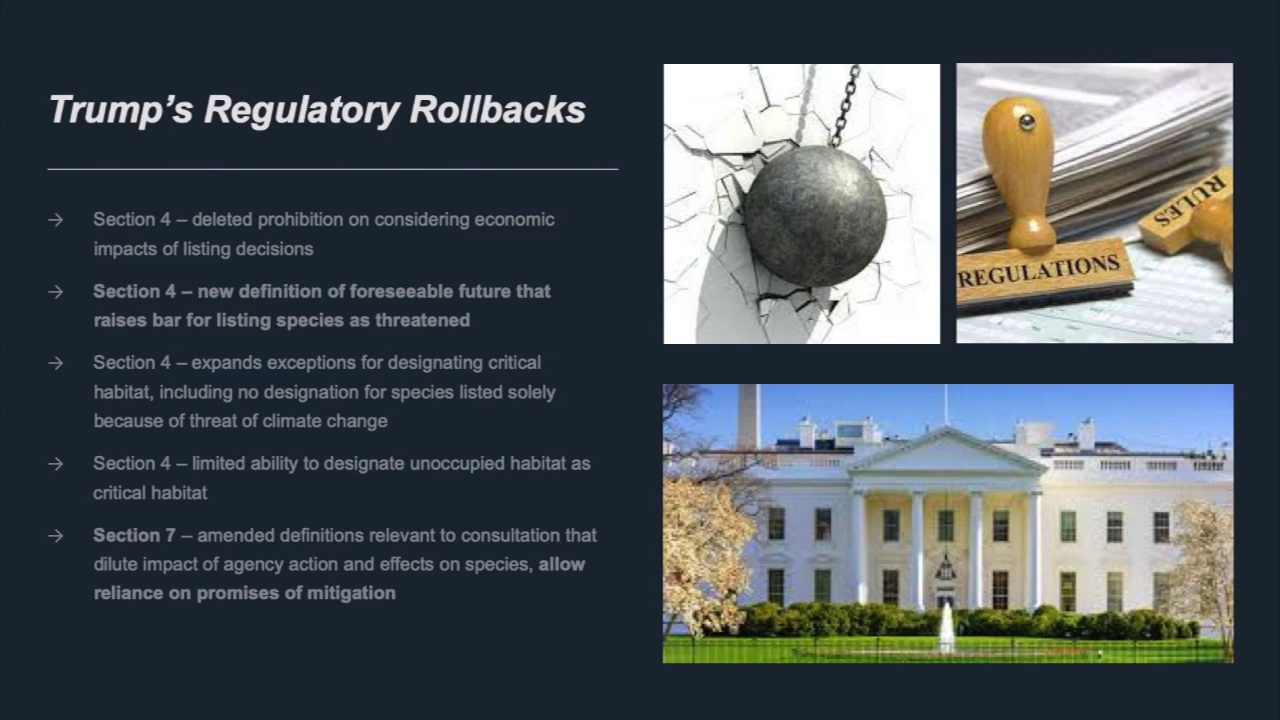 Trump’s Regulatory Rollbacks
→ Section 4 – deleted prohibition on considering economic
impacts of listing decisions
→ Section 4 – new definition of foreseeable future that
raises bar for listing species as threatened
→ Section 4 – expands exceptions for designating critical
habitat, including no designation for species listed solely
because of threat of climate change
→ Section 4 – limited ability to designate unoccupied habitat as
critical habitat
→ Section 7 – amended definitions relevant to consultation that
dilute impact of agency action and effects on species, allow
reliance on promises of mitigation
REGULATIONS
RULES